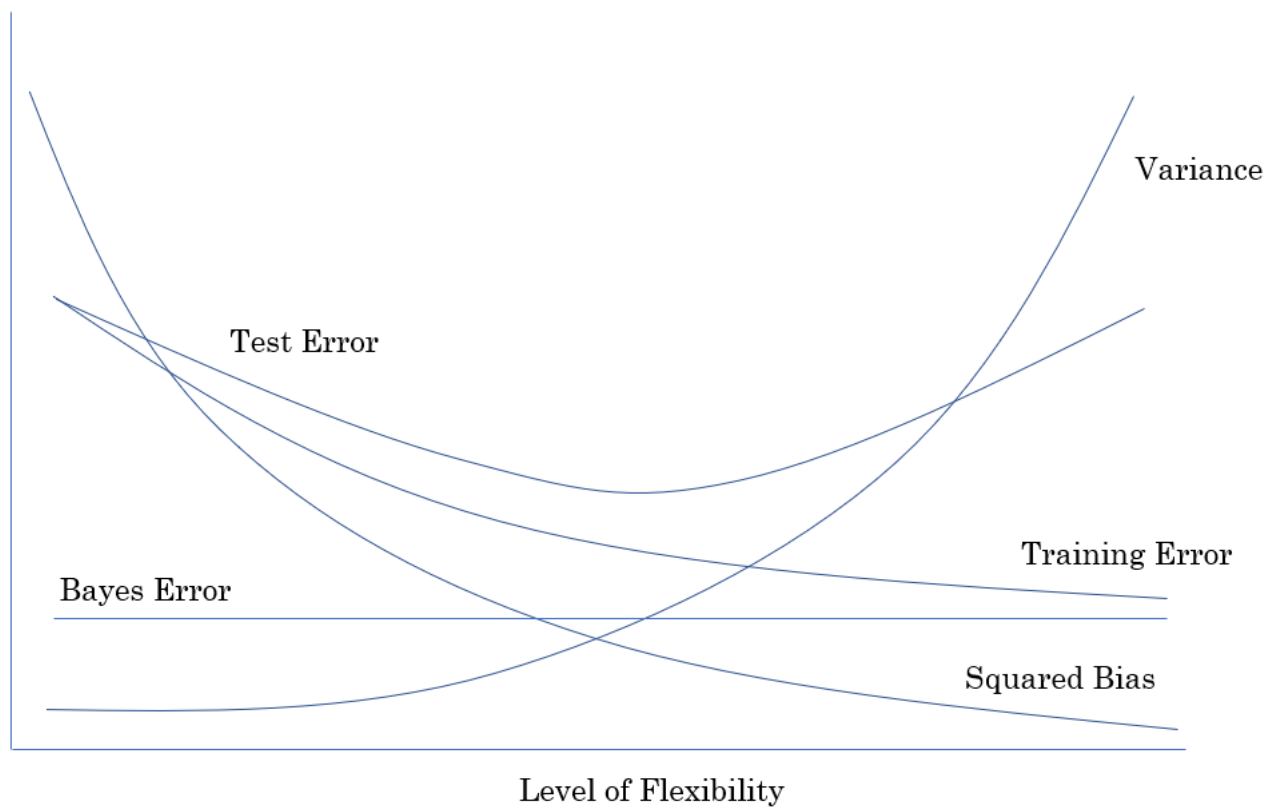 Variance
Test Error
Training Error
Bayes Error
Squared Bias
Level of Flexibility